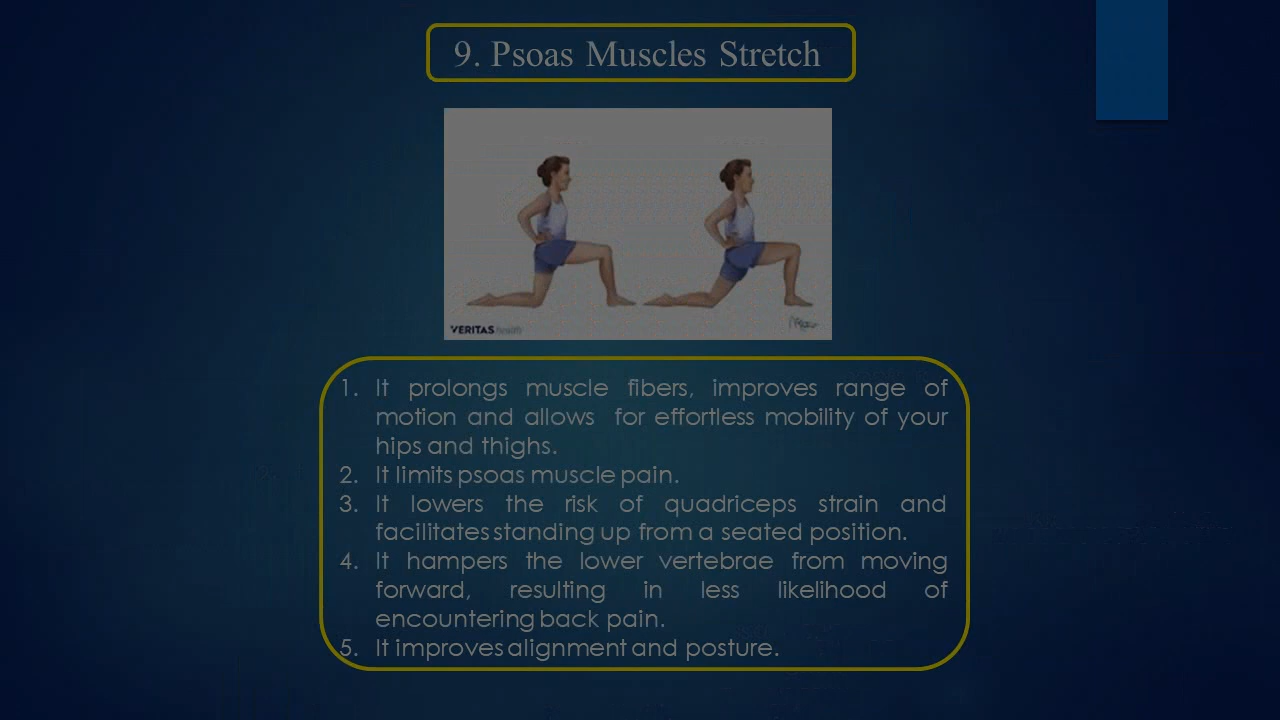 9. Psoas Muscles Stretch
VERITAS health
1. It prolongs muscle fibers, improves range of
motion and allows for effortless mobility of your
hips and thighs.
2. It limits psoas muscle pain.
3. It lowers the risk of quadriceps strain and
facilitates standing up from a seated position.
4. It hampers the lower vertebrae from moving
forward, resulting in less likelihood of
encountering back pain.
5. It improves alignment and posture.